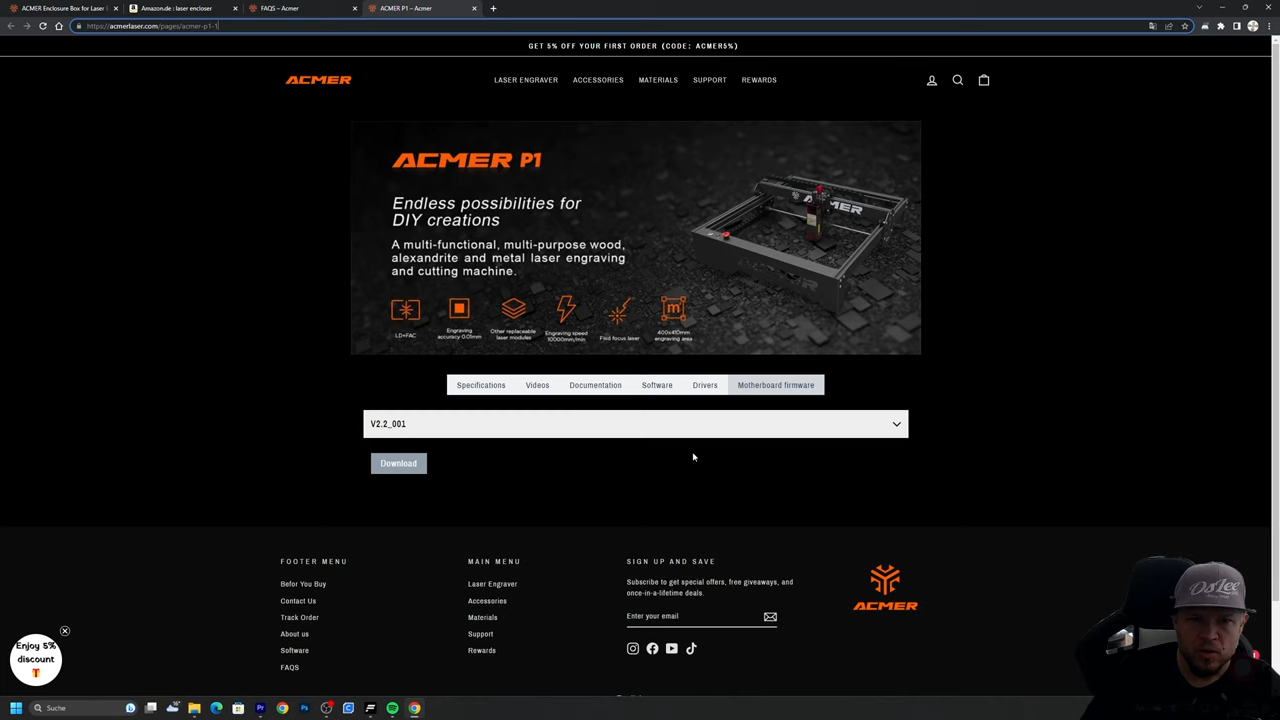 ACMER Enclosure Box for Laser
Amazon.de : laser encloser
FAQS – Acmer
ACMER P1 – Acmer
https://acmerlaser.com/pages/acmer-p1-1
GET 5% OFF YOUR FIRST ORDER (CODE: ACMER5%)
ACMER
LASER ENGRAVER ACCESSORIES MATERIALS SUPPORT REWARDS
ACMER P1
Endless possibilities for
DIY creations
A multi-functional, multi-purpose wood,
alexandrite and metal laser engraving
and cutting machine.
LD+FAC
Engraving
accuracy 0.01mm
Other replaceable
laser modules
Engraving speed
10000mm/min
Fixd focus laser
400x410mm
engraving area
ACMER
Specifications Videos Documentation Software Drivers Motherboard firmware
V2.2_001
Download
FOOTER MENU
Befor You Buy
Contact Us
Track Order
About us
Software
FAQS
MAIN MENU
Laser Engraver
Accessories
Materials
Support
Rewards
SIGN UP AND SAVE
Subscribe to get special offers, free giveaways, and
once-in-a-lifetime deals.
Enter your email
ACMER
Enjoy 5%
discount
Suche